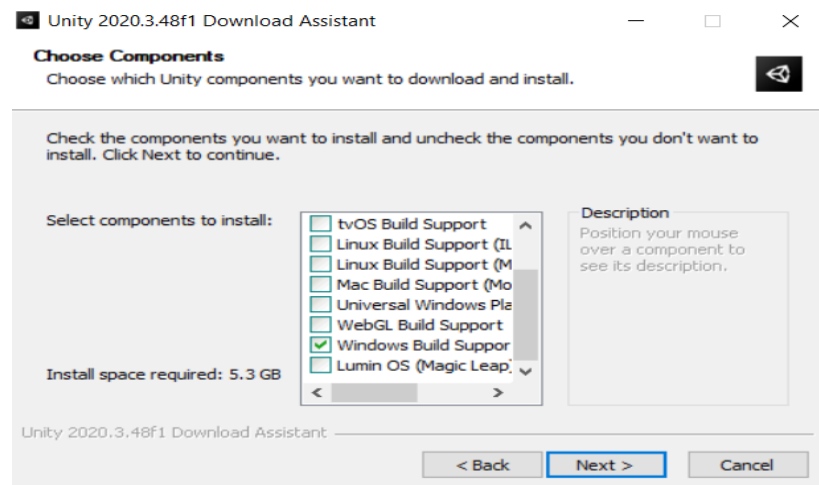 Unity 2020.3.48f1 Download Assistant
Choose Components
Choose which Unity components you want to download and install.
Check the components you want to install and uncheck the components you don't want to
install. Click Next to continue.
Select components to install:
tvOS Build Support
Linux Build Support (IL
Linux Build Support (M
Mac Build Support (Mo
Universal Windows Pla
WebGL Build Support
Windows Build Suppor
Lumin OS (Magic Leap)
Description
Position your mouse
over a component to
see its description.
Install space required: 5.3 GB
Unity 2020.3.48f1 Download Assistant
< Back
Next >
Cancel